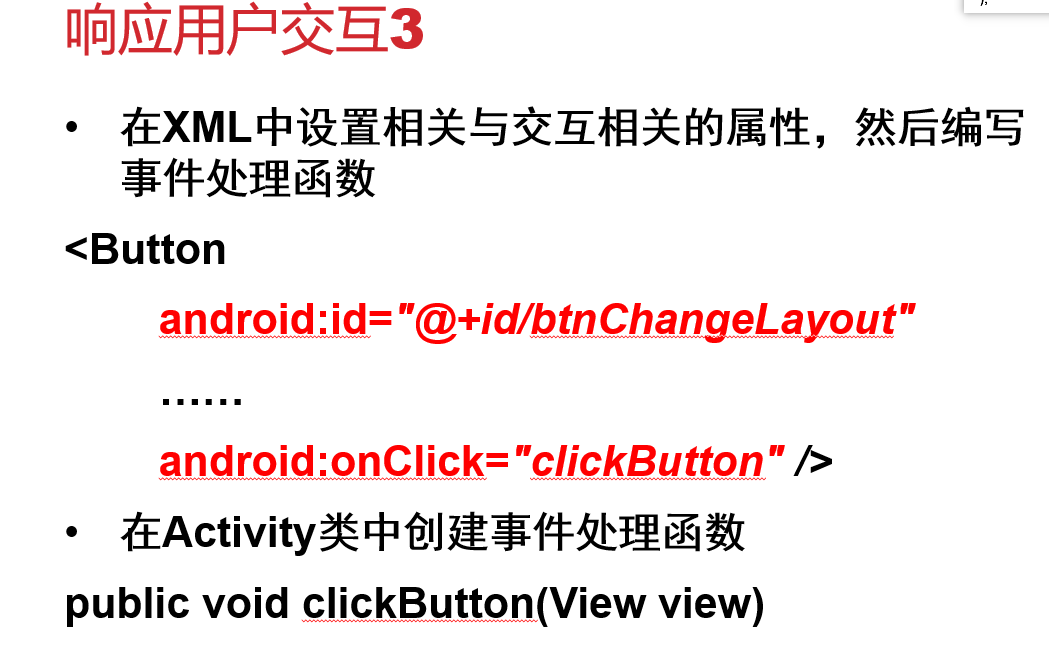 响应用户交互3
• 在XML中设置相关与交互相关的属性，然后编写
事件处理函数
<Button
android:id="@+id/btnChangeLayout"
……
android:onClick="clickButton" />
• 在Activity类中创建事件处理函数
public void clickButton(View view)